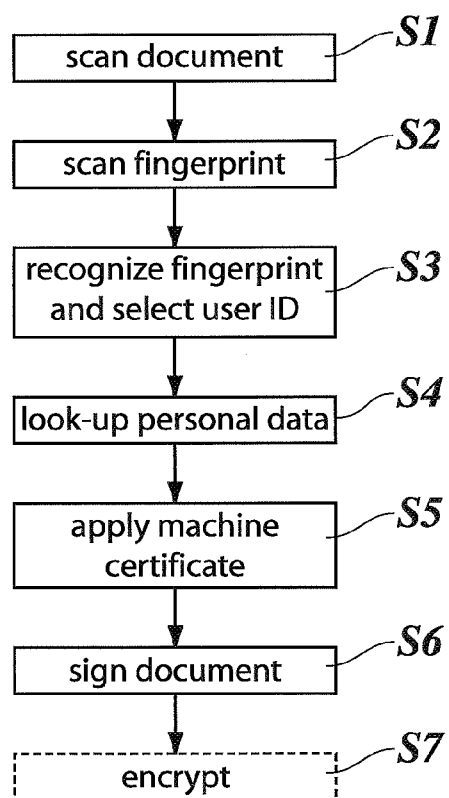 S1
scan document
S2
scan fingerprint
S3
recognize fingerprint
and select user ID
S4
look-up personal data
S5
apply machine
certificate
S6
sign document
S7
encrypt